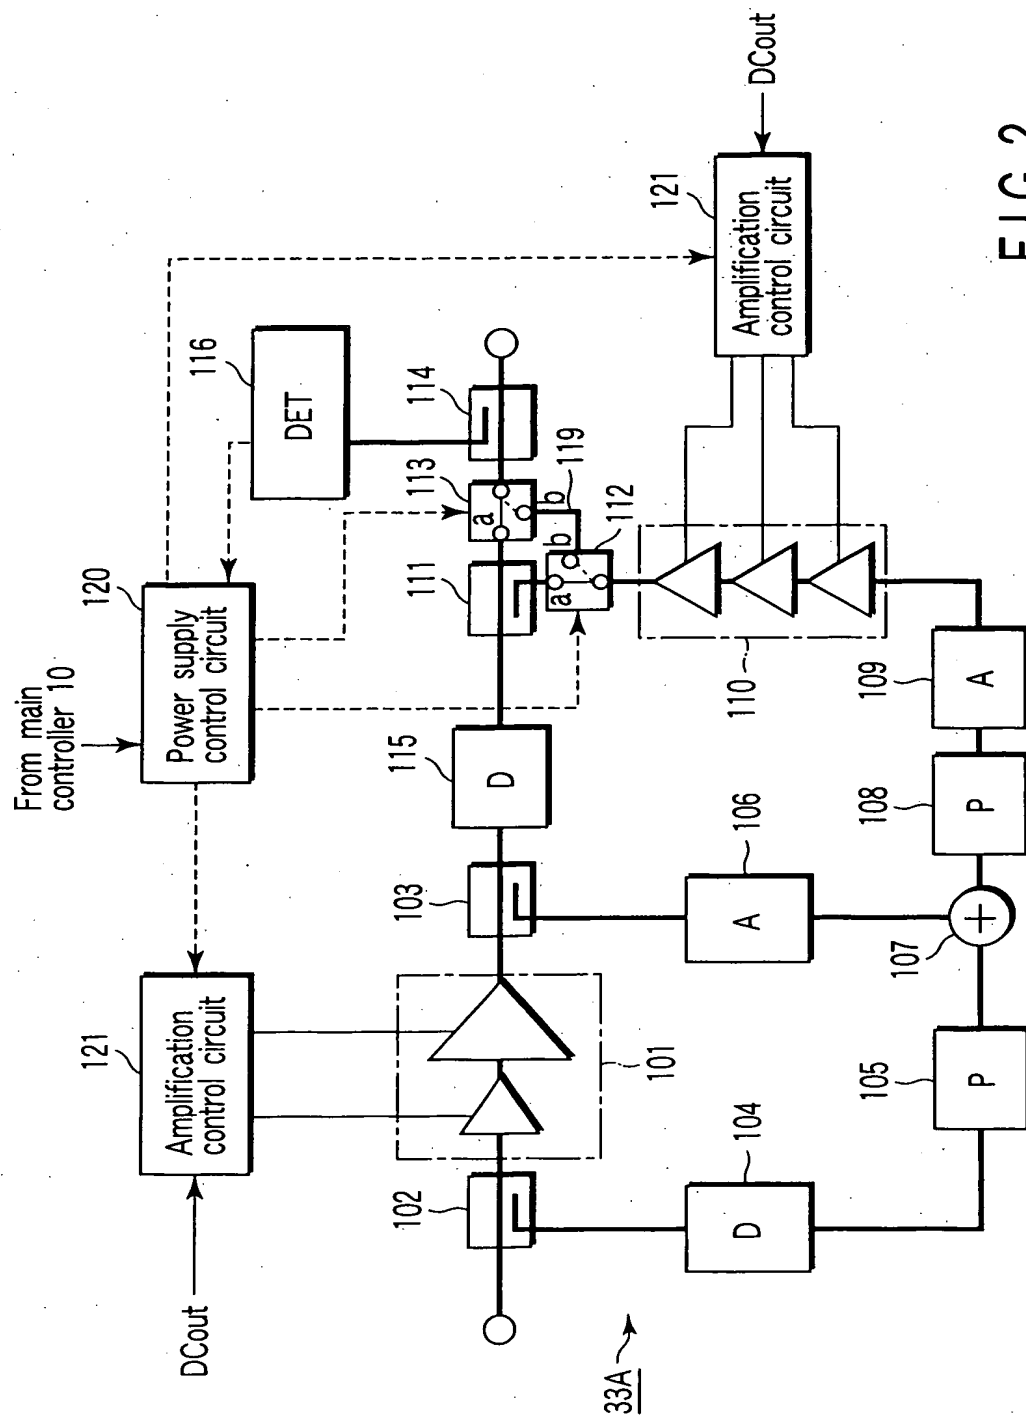 From main
controller 10
120
Power supply
control circuit
116
DET
121
Amplification
control circuit
DCout
121
Amplification
control circuit
DCout
102
101
103
115
D
111
113
a
b
114
119
b
a
112
104
D
106
A
110
105
P
107
+
108
P
109
A
33A
FIG. 2